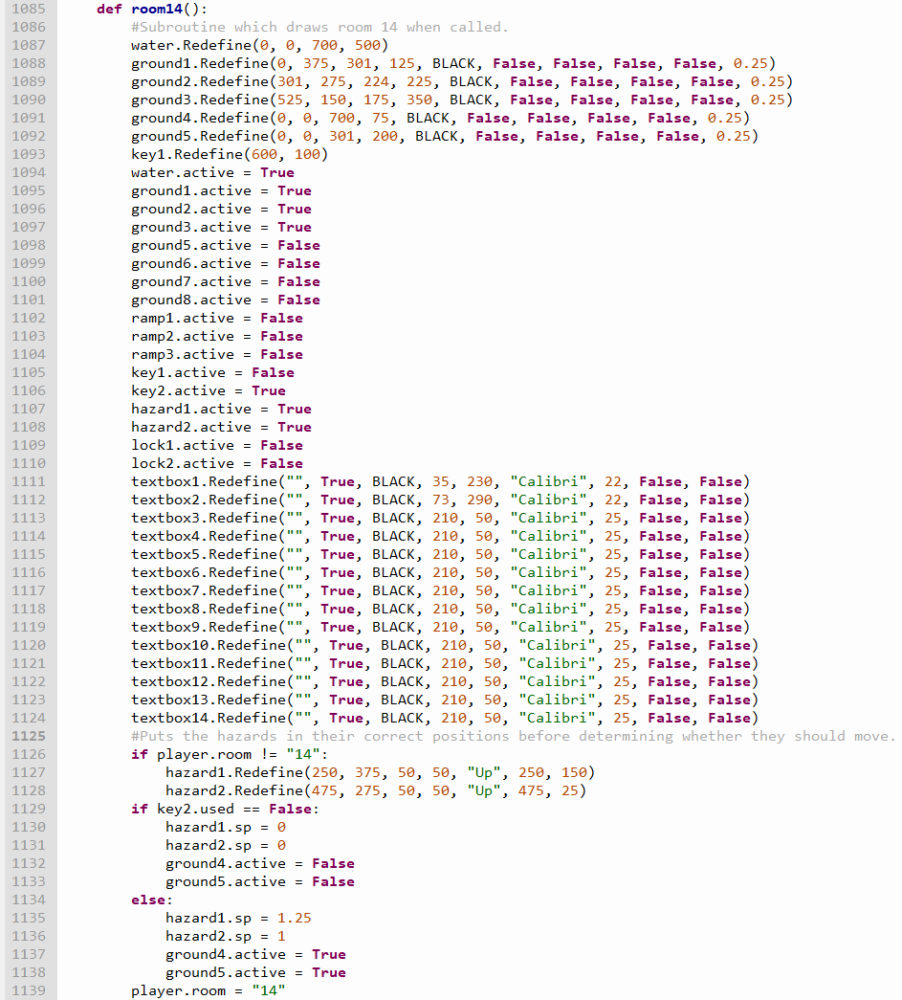 1085 def room14():
1086 #Subroutine which draws room 14 when called.
1087 water.Redefine(0, 0, 700, 500)
1088 ground1.Redefine(0, 375, 301, 125, BLACK, False, False, False, False, 0.25)
1089 ground2.Redefine(301, 275, 224, 225, BLACK, False, False, False, False, 0.25)
1090 ground3.Redefine(525, 150, 175, 350, BLACK, False, False, False, False, 0.25)
1091 ground4.Redefine(0, 0, 700, 75, BLACK, False, False, False, False, 0.25)
1092 ground5.Redefine(0, 0, 301, 200, BLACK, False, False, False, False, 0.25)
1093 key1.Redefine(600, 100)
1094 water.active = True
1095 ground1.active = True
1096 ground2.active = True
1097 ground3.active = True
1098 ground5.active = False
1099 ground6.active = False
1100 ground7.active = False
1101 ground8.active = False
1102 ramp1.active = False
1103 ramp2.active = False
1104 ramp3.active = False
1105 key1.active = False
1106 key2.active = True
1107 hazard1.active = True
1108 hazard2.active = True
1109 lock1.active = False
1110 lock2.active = False
1111 textbox1.Redefine("", True, BLACK, 35, 230, "Calibri", 22, False, False)
1112 textbox2.Redefine("", True, BLACK, 73, 290, "Calibri", 22, False, False)
1113 textbox3.Redefine("", True, BLACK, 210, 50, "Calibri", 25, False, False)
1114 textbox4.Redefine("", True, BLACK, 210, 50, "Calibri", 25, False, False)
1115 textbox5.Redefine("", True, BLACK, 210, 50, "Calibri", 25, False, False)
1116 textbox6.Redefine("", True, BLACK, 210, 50, "Calibri", 25, False, False)
1117 textbox7.Redefine("", True, BLACK, 210, 50, "Calibri", 25, False, False)
1118 textbox8.Redefine("", True, BLACK, 210, 50, "Calibri", 25, False, False)
1119 textbox9.Redefine("", True, BLACK, 210, 50, "Calibri", 25, False, False)
1120 textbox10.Redefine("", True, BLACK, 210, 50, "Calibri", 25, False, False)
1121 textbox11.Redefine("", True, BLACK, 210, 50, "Calibri", 25, False, False)
1122 textbox12.Redefine("", True, BLACK, 210, 50, "Calibri", 25, False, False)
1123 textbox13.Redefine("", True, BLACK, 210, 50, "Calibri", 25, False, False)
1124 textbox14.Redefine("", True, BLACK, 210, 50, "Calibri", 25, False, False)
1125 #Puts the hazards in their correct positions before determining whether they should move.
1126 if player.room != "14":
1127 hazard1.Redefine(250, 375, 50, 50, "Up", 250, 150)
1128 hazard2.Redefine(475, 275, 50, 50, "Up", 475, 25)
1129 if key2.used == False:
1130 hazard1.sp = 0
1131 hazard2.sp = 0
1132 ground4.active = False
1133 ground5.active = False
1134 else:
1135 hazard1.sp = 1.25
1136 hazard2.sp = 1
1137 ground4.active = True
1138 ground5.active = True
1139 player.room = "14"